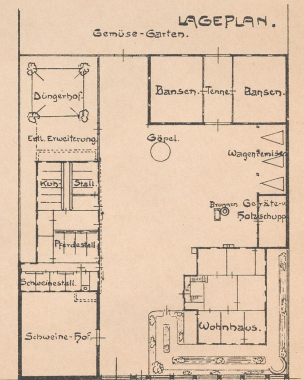 LAGEPLAN.
Gemüse-Garten.
Düngerhof.
Bansen. Tenne Bansen.
Entl. Erweiterung.
Göpel.
Wagenremise
Kuh- Stall.
Brunnen Geräte-u
Holzschupp
Pferdestall.
Schweinestall.
Schweine-Hof.
Wohnhaus.